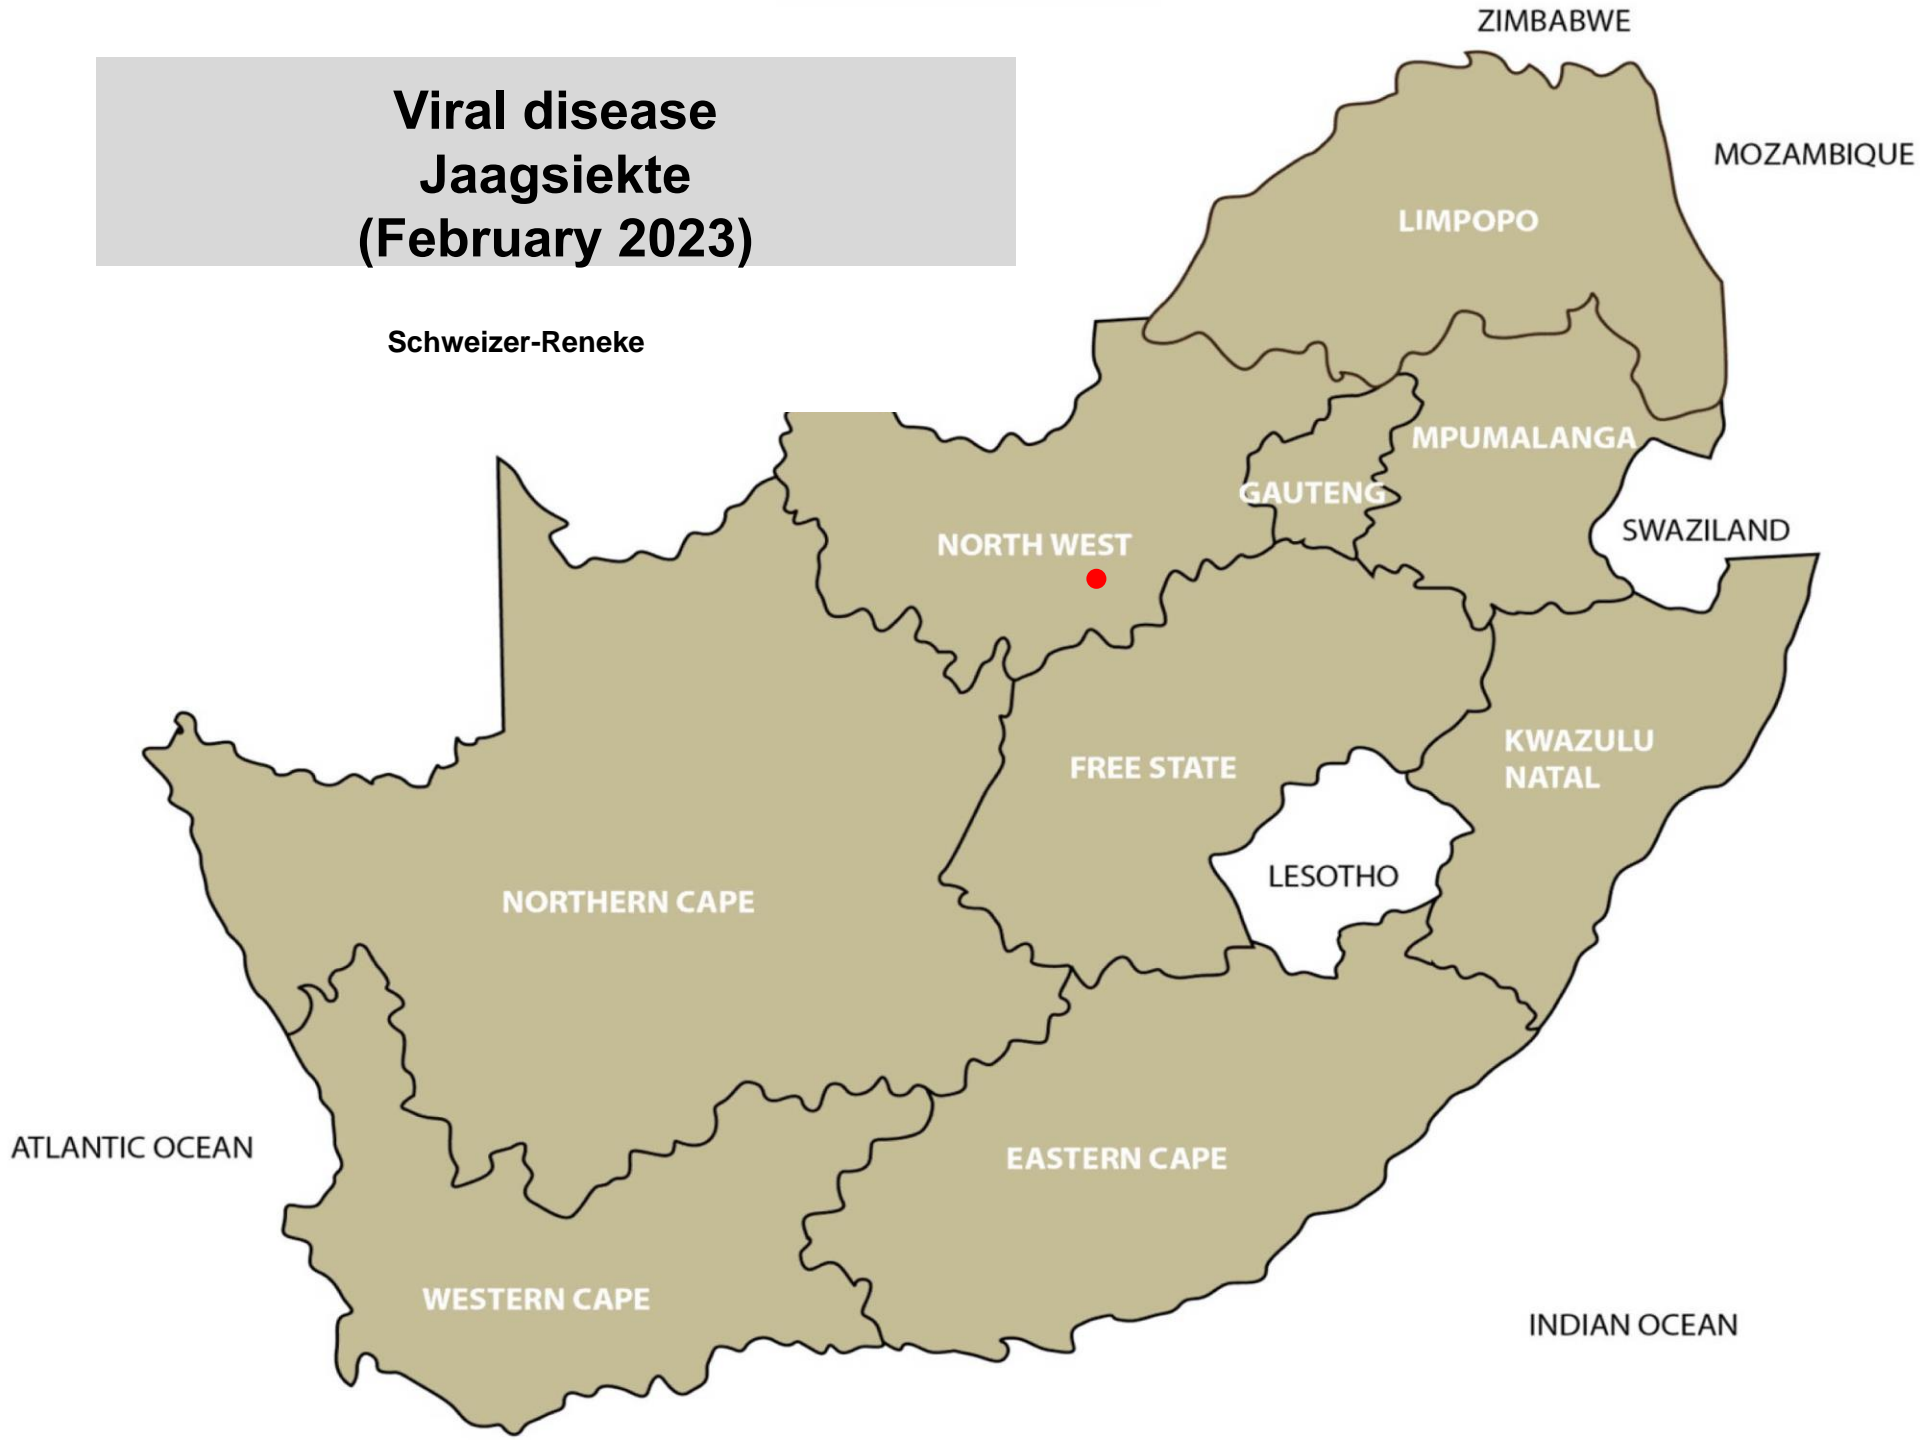 ZIMBABWE
Viral disease
Jaagsiekte
(February 2023)
MOZAMBIQUE
LIMPOPO
Schweizer-Reneke
MPUMALANGA
GAUTENG
SWAZILAND
NORTH WEST
KWAZULU
NATAL
FREE STATE
LESOTHO
NORTHERN CAPE
ATLANTIC OCEAN
EASTERN CAPE
WESTERN CAPE
INDIAN OCEAN